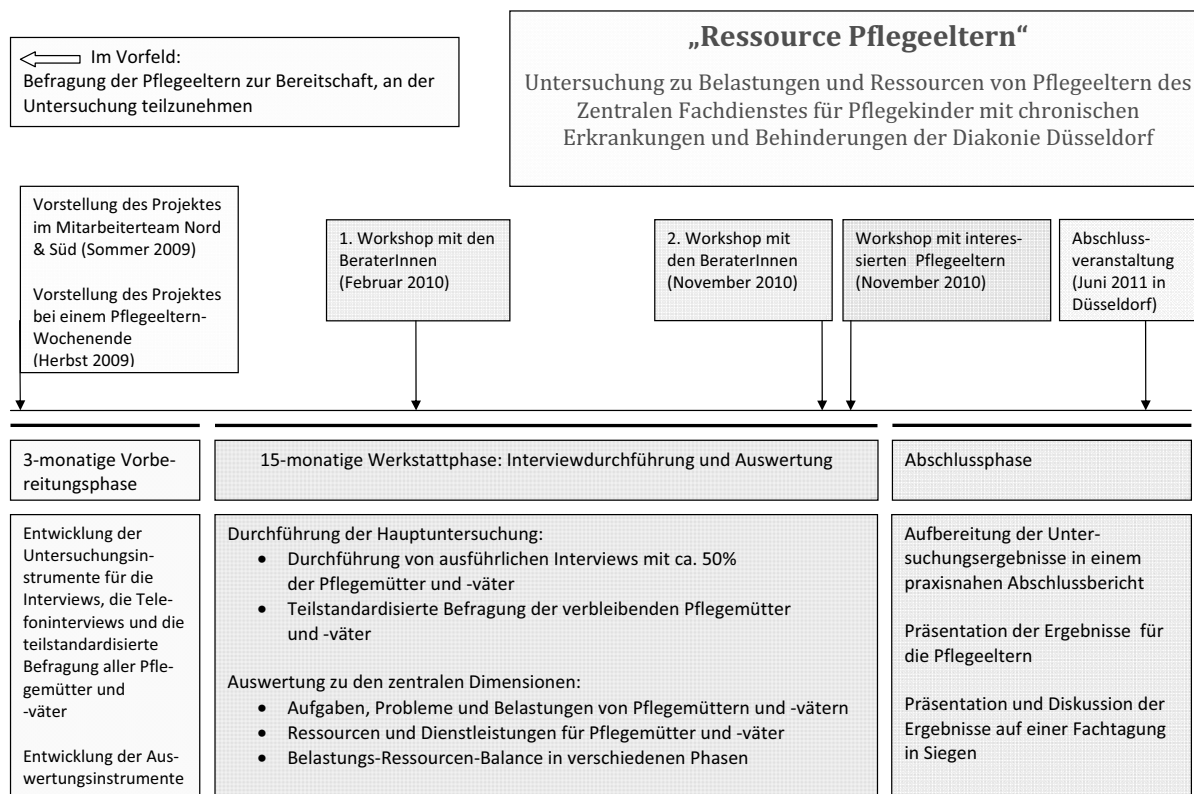 „Ressource Pflegeeltern“
Untersuchung zu Belastungen und Ressourcen von Pflegeeltern des
Zentralen Fachdienstes für Pflegekinder mit chronischen
Erkrankungen und Behinderungen der Diakonie Düsseldorf
Im Vorfeld:
Befragung der Pflegeeltern zur Bereitschaft, an der
Untersuchung teilzunehmen
Vorstellung des Projektes
im Mitarbeiterteam Nord
& Süd (Sommer 2009)
Vorstellung des Projektes
bei einem Pflegeeltern-
Wochenende
(Herbst 2009)
1. Workshop mit den
BeraterInnen
(Februar 2010)
2. Workshop mit
den BeraterInnen
(November 2010)
Workshop mit interes-
sierten Pflegeeltern
(November 2010)
Abschluss-
veranstaltung
(Juni 2011 in
Düsseldorf)
3-monatige Vorbe-
reitungsphase
15-monatige Werkstattphase: Interviewdurchführung und Auswertung
Abschlussphase
Entwicklung der
Untersuchungsin-
strumente für die
Interviews, die Tele-
foninterviews und die
teilstandardisierte
Befragung aller Pfle-
gemütter und
-väter
Entwicklung der Aus-
wertungsinstrumente
Durchführung der Hauptuntersuchung:
• Durchführung von ausführlichen Interviews mit ca. 50%
der Pflegemütter und -väter
• Teilstandardisierte Befragung der verbleibenden Pflegemütter
und -väter
Auswertung zu den zentralen Dimensionen:
• Aufgaben, Probleme und Belastungen von Pflegemüttern und -vätern
• Ressourcen und Dienstleistungen für Pflegemütter und -väter
• Belastungs-Ressourcen-Balance in verschiedenen Phasen
Aufbereitung der Unter-
suchungsergebnisse in einem
praxisnahen Abschlussbericht
Präsentation der Ergebnisse für
die Pflegeeltern
Präsentation und Diskussion der
Ergebnisse auf einer Fachtagung
in Siegen